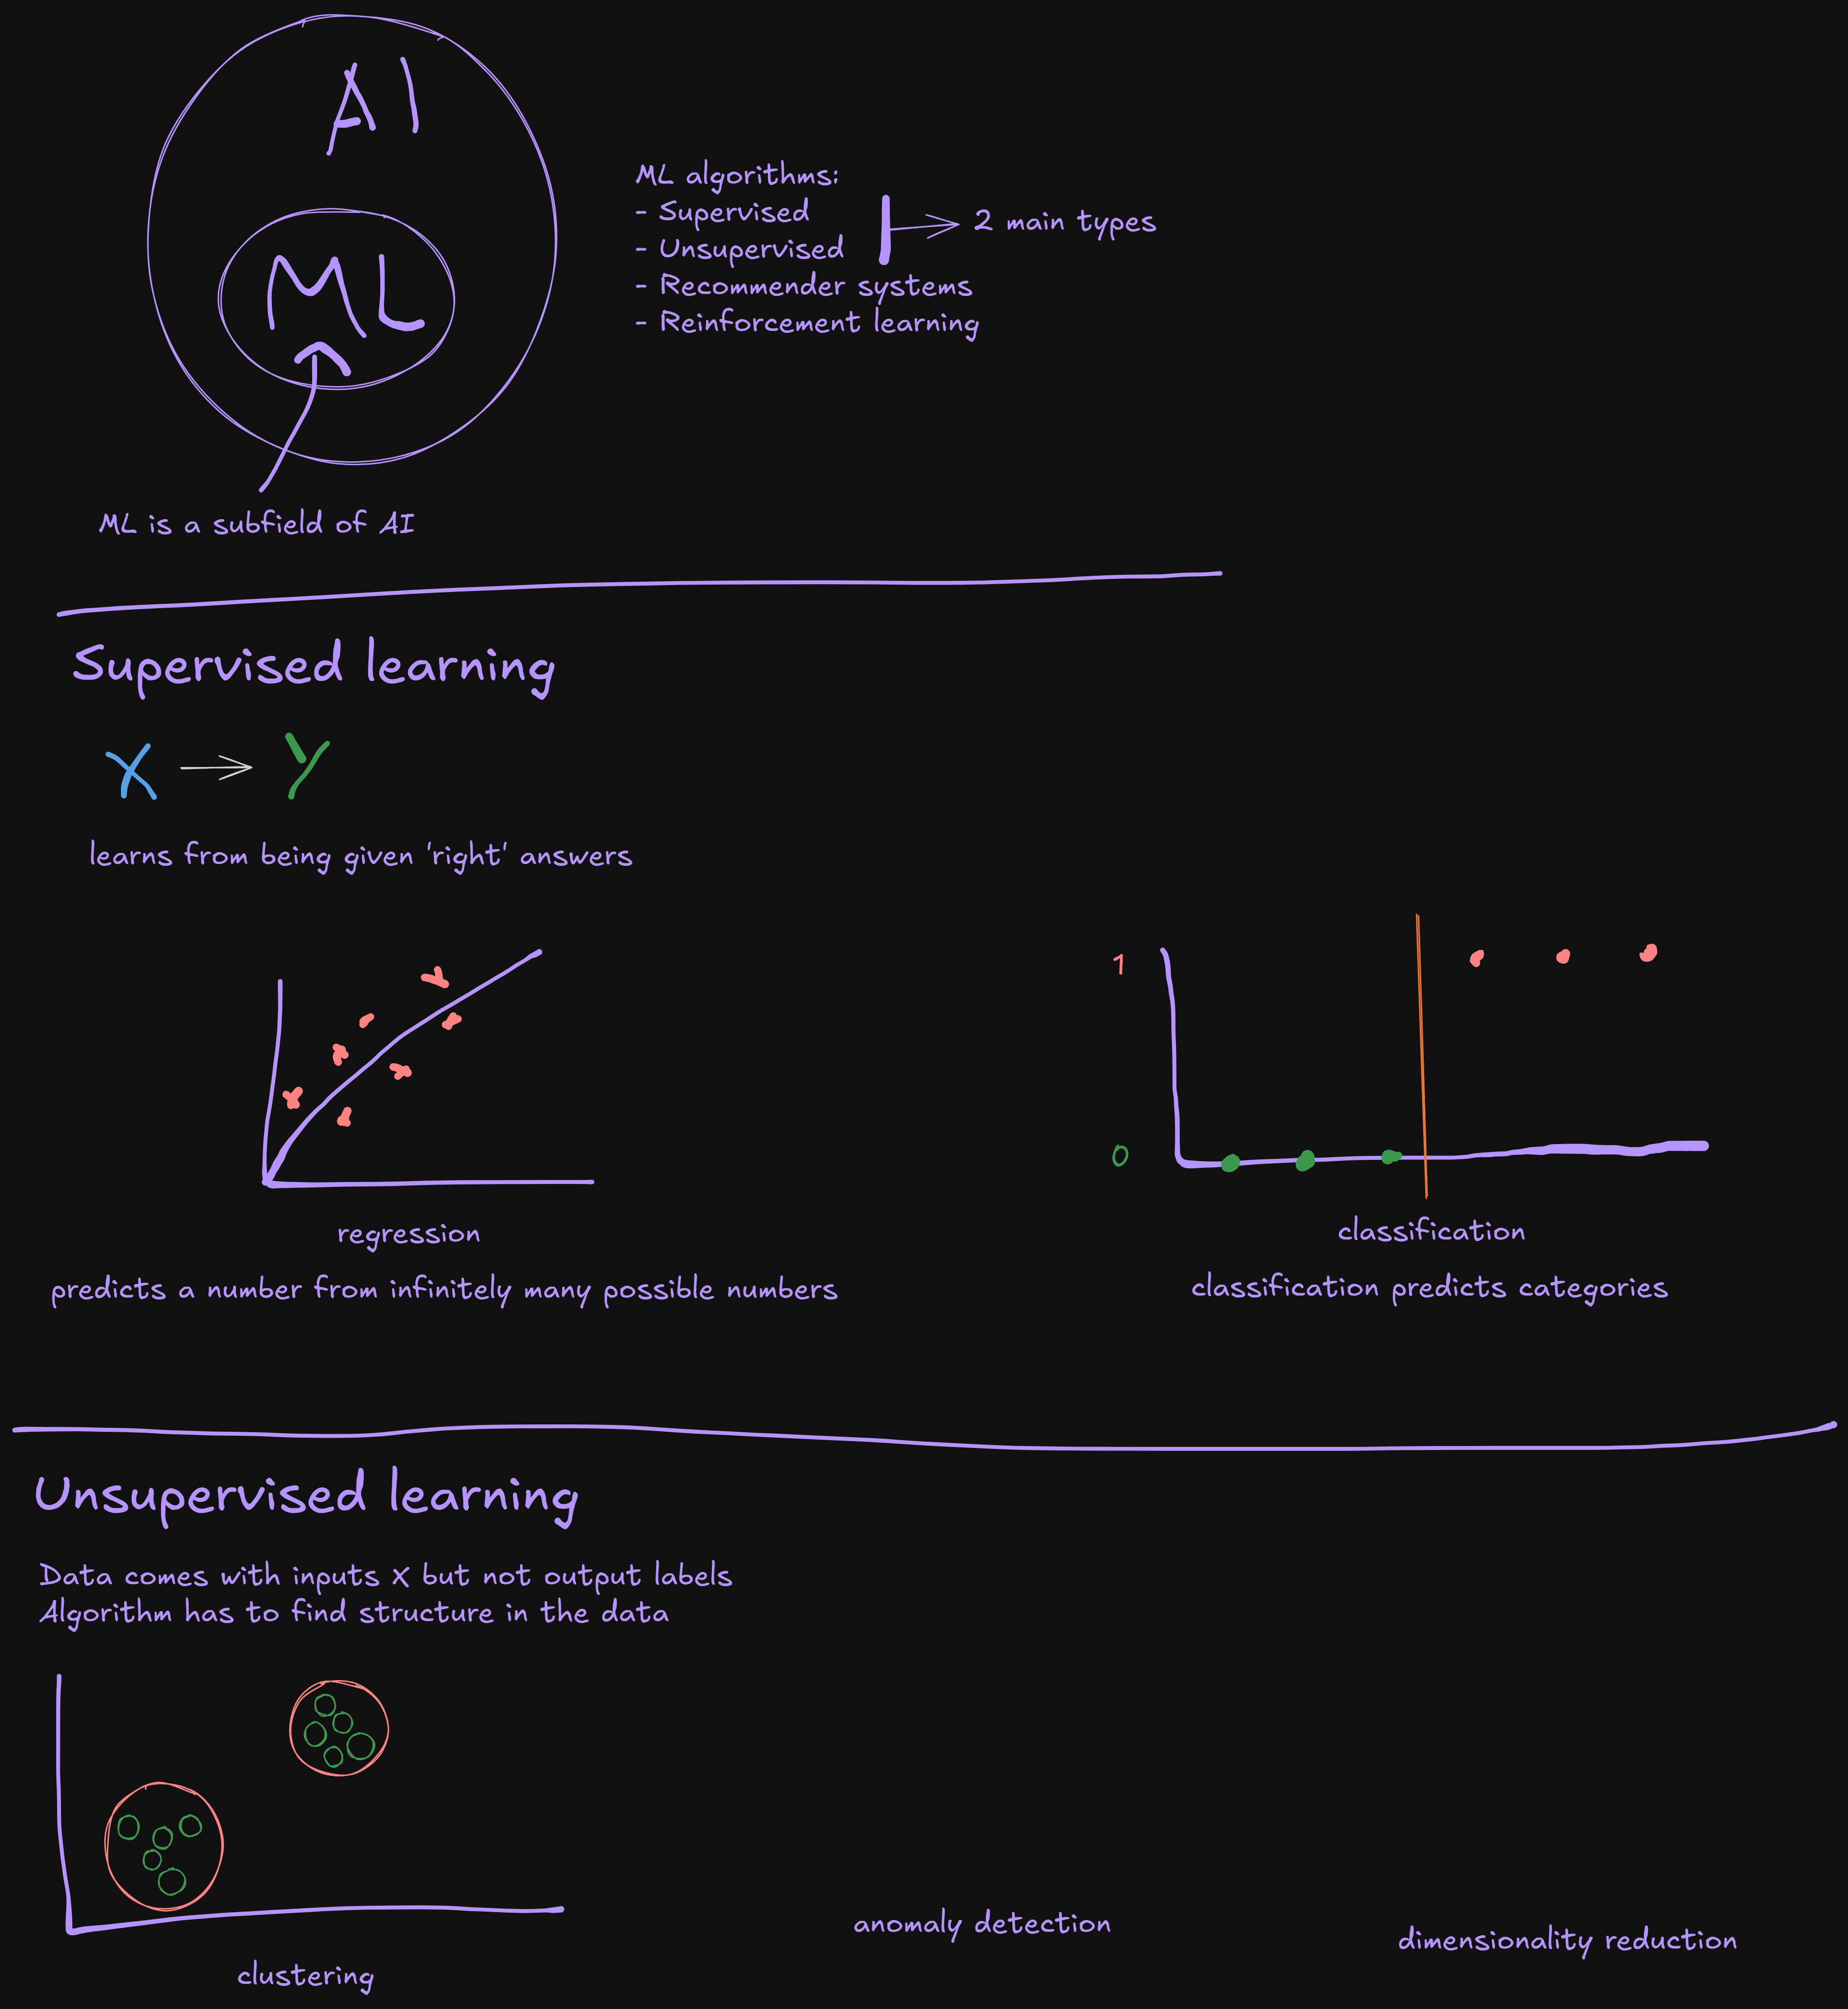 AI
ML
ML is a subfield of AI
ML algorithms:
- Supervised
- Unsupervised
- Recommender systems
- Reinforcement learning
2 main types
Supervised learning
X → Y
learns from being given 'right' answers
regression
predicts a number from infinitely many possible numbers
1
0
classification
classification predicts categories
Unsupervised learning
Data comes with inputs x but not output labels
Algorithm has to find structure in the data
clustering
anomaly detection
dimensionality reduction